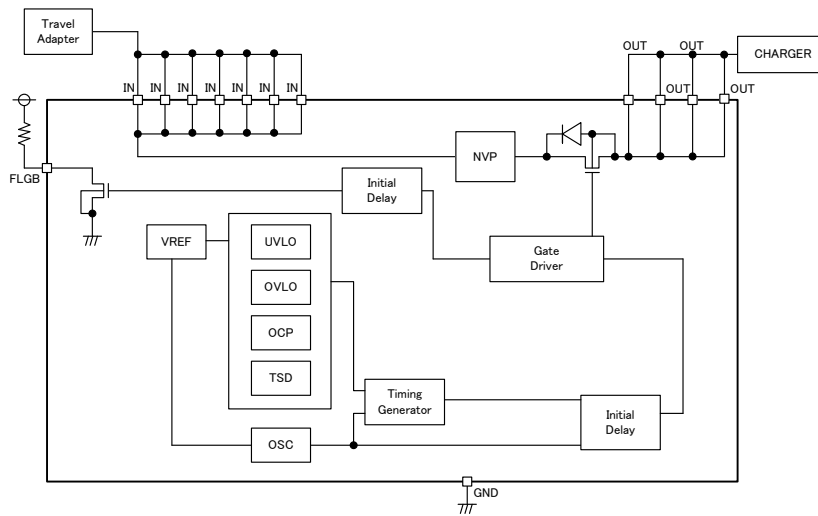 Travel
Adapter
OUT OUT
CHARGER
IN IN IN IN IN IN IN
OUT OUT
NVP
FLGB
Initial
Delay
VREF
UVLO
Gate
Driver
OVLO
OCP
TSD
Timing
Generator
Initial
Delay
OSC
GND